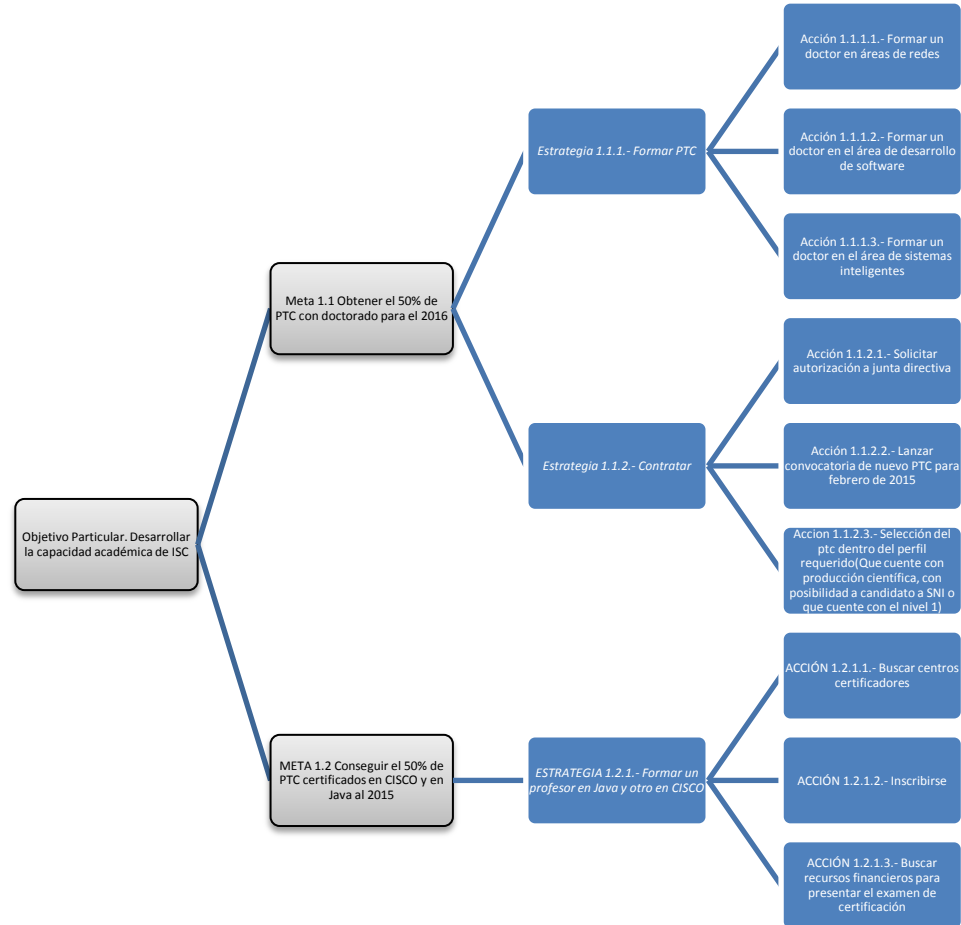 Objetivo Particular. Desarrollar
la capacidad académica de ISC
Meta 1.1 Obtener el 50% de
PTC con doctorado para el 2016
Estrategia 1.1.1.- Formar PTC
Acción 1.1.1.1.- Formar un
doctor en áreas de redes
Acción 1.1.1.2.- Formar un
doctor en el área de desarrollo
de software
Acción 1.1.1.3.- Formar un
doctor en el área de sistemas
inteligentes
Estrategia 1.1.2.- Contratar
Acción 1.1.2.1.- Solicitar
autorización a junta directiva
Acción 1.1.2.2.- Lanzar
convocatoria de nuevo PTC para
febrero de 2015
Accion 1.1.2.3.- Selección del
ptc dentro del perfil
requerido(Que cuente con
producción científica, con
posibilidad a candidato a SNI o
que cuente con el nivel 1)
META 1.2 Conseguir el 50% de
PTC certificados en CISCO y en
Java al 2015
ESTRATEGIA 1.2.1.- Formar un
profesor en Java y otro en CISCO
ACCIÓN 1.2.1.1.- Buscar centros
certificadores
ACCIÓN 1.2.1.2.- Inscribirse
ACCIÓN 1.2.1.3.- Buscar
recursos financieros para
presentar el examen de
certificación